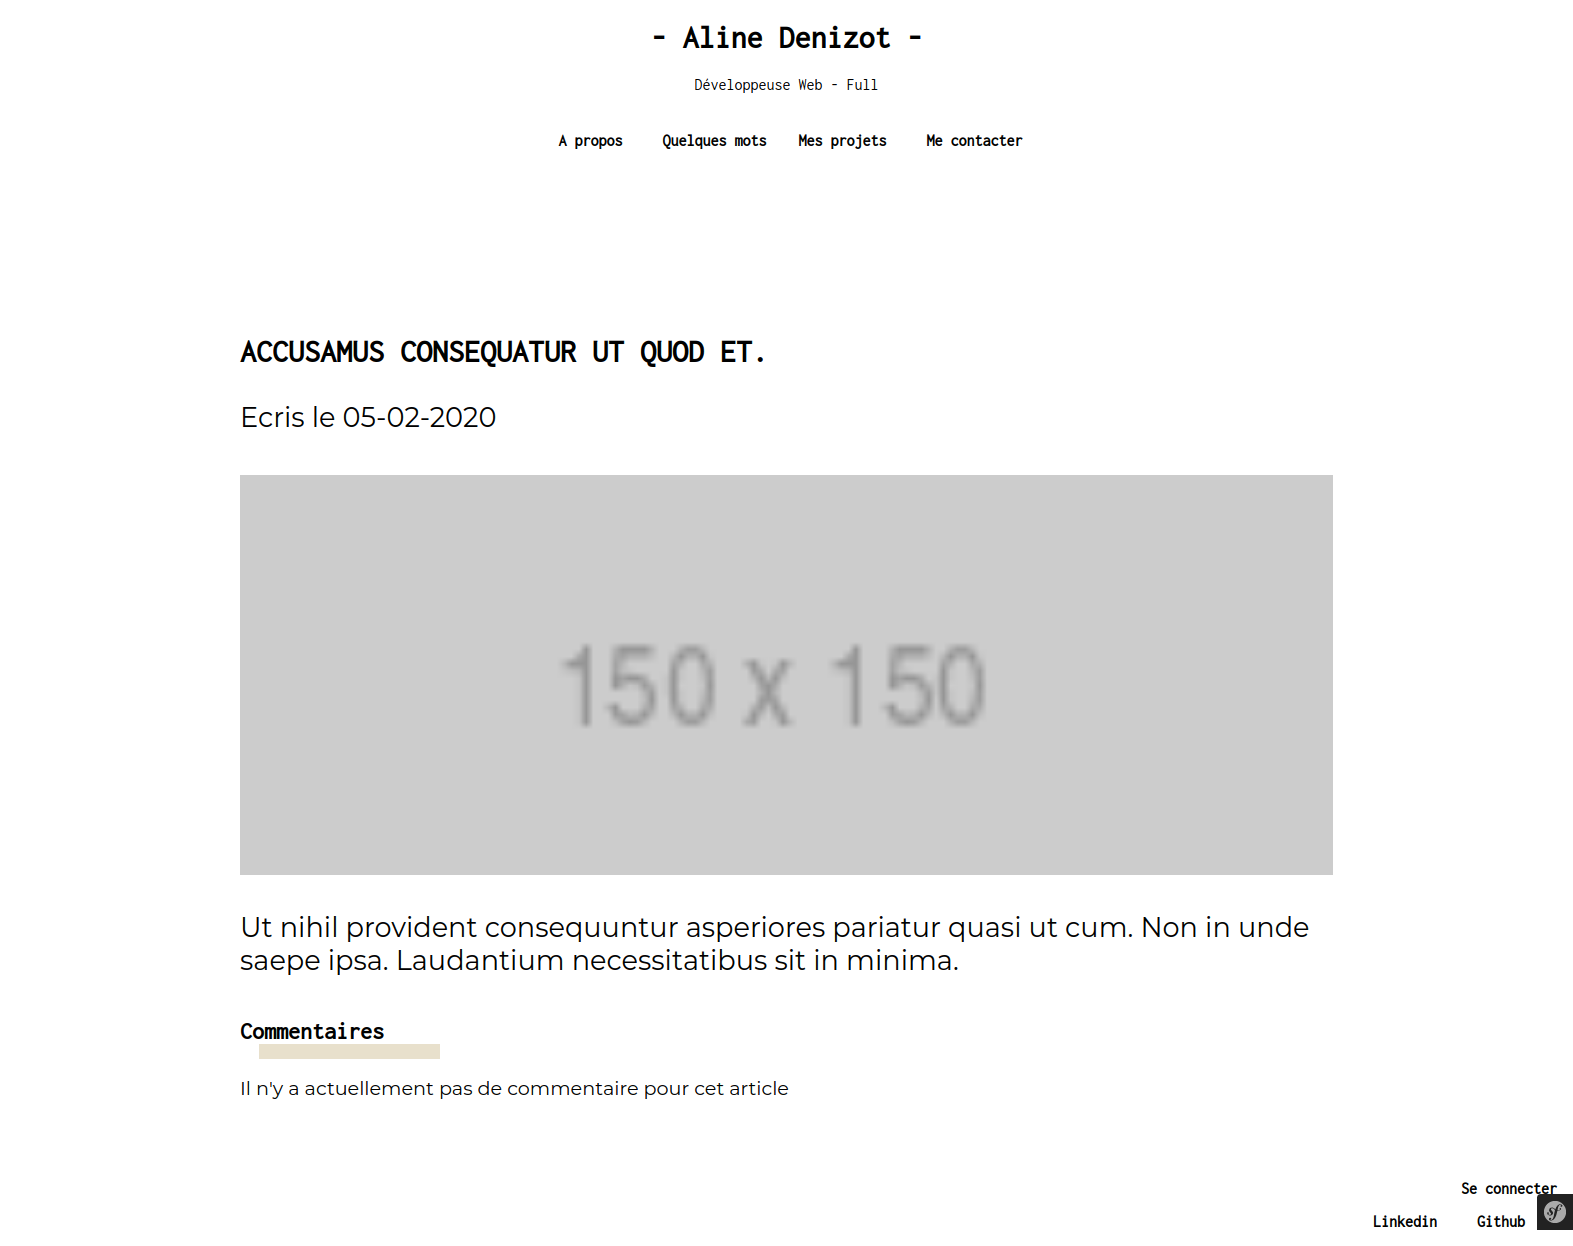 - Aline Denizot -
Développeuse Web - Full
A propos Quelques mots Mes projets Me contacter
ACCUSAMUS CONSEQUATUR UT QUOD ET.
Ecris le 05-02-2020
150 x 150
Ut nihil provident consequuntur asperiores pariatur quasi ut cum. Non in unde
saepe ipsa. Laudantium necessitatibus sit in minima.
Commentaires
Il n'y a actuellement pas de commentaire pour cet article
Se connecter
Linkedin Github
sf